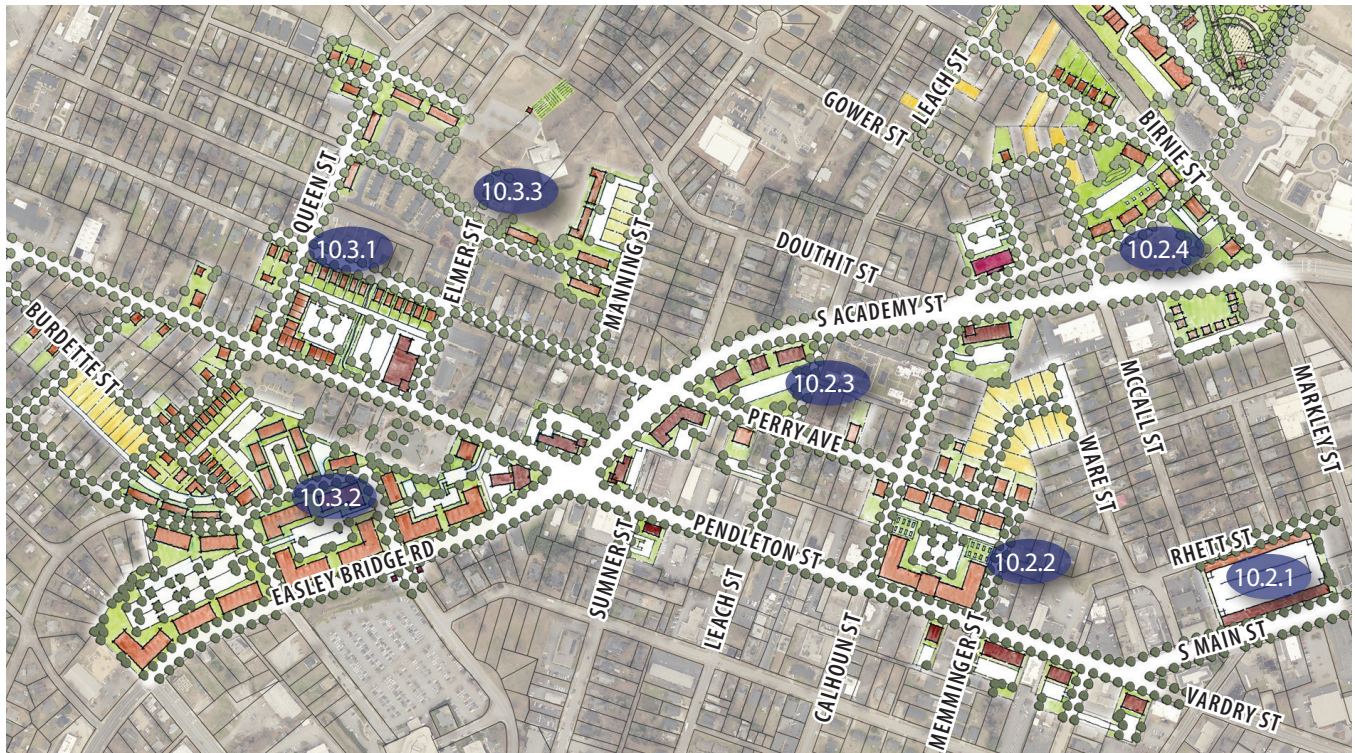 LEACH ST
GOWER ST
BIRNIE ST
10.3.3
QUEEN ST
10.3.1
ELMER ST
MANNING ST
DOUTHIT ST
10.2.4
S ACADEMY ST
BURDETTE ST
10.2.3
MCCALL ST
MARKLEY ST
PERRY AVE
WARE ST
10.3.2
EASLEY BRIDGE RD
PENDLETON ST
SUMNER ST
LEACH ST
CALHOUN ST
MEMMINGER ST
10.2.2
RHETT ST
10.2.1
S MAIN ST
VARDRY ST